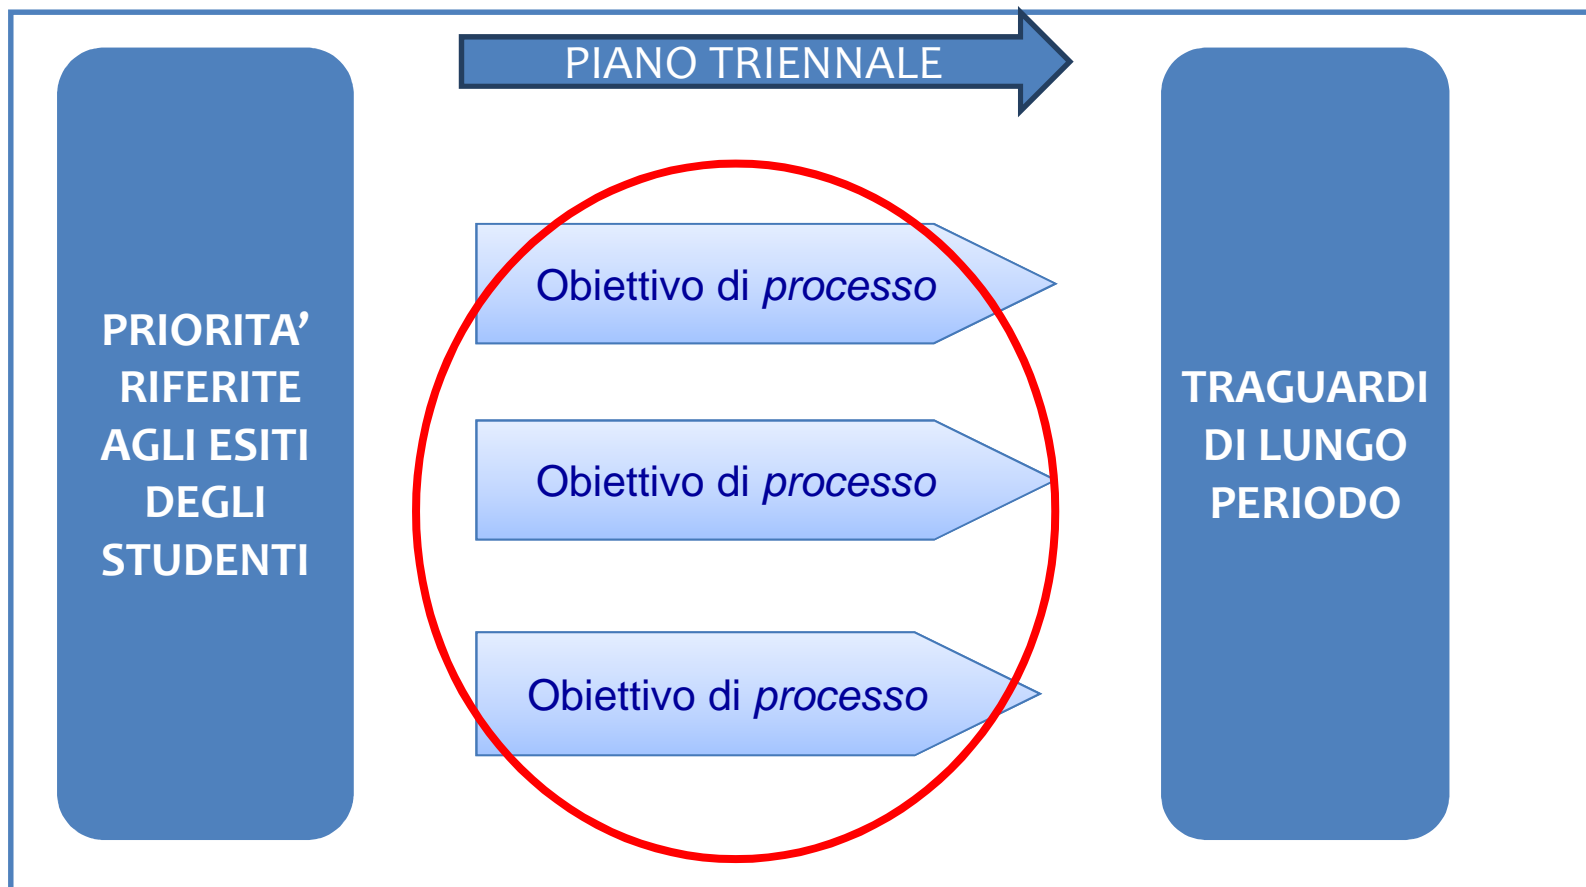 PIANO TRIENNALE
PRIORITA’
RIFERITE
AGLI ESITI
DEGLI
STUDENTI
Obiettivo di processo
Obiettivo di processo
Obiettivo di processo
TRAGUARDI
DI LUNGO
PERIODO